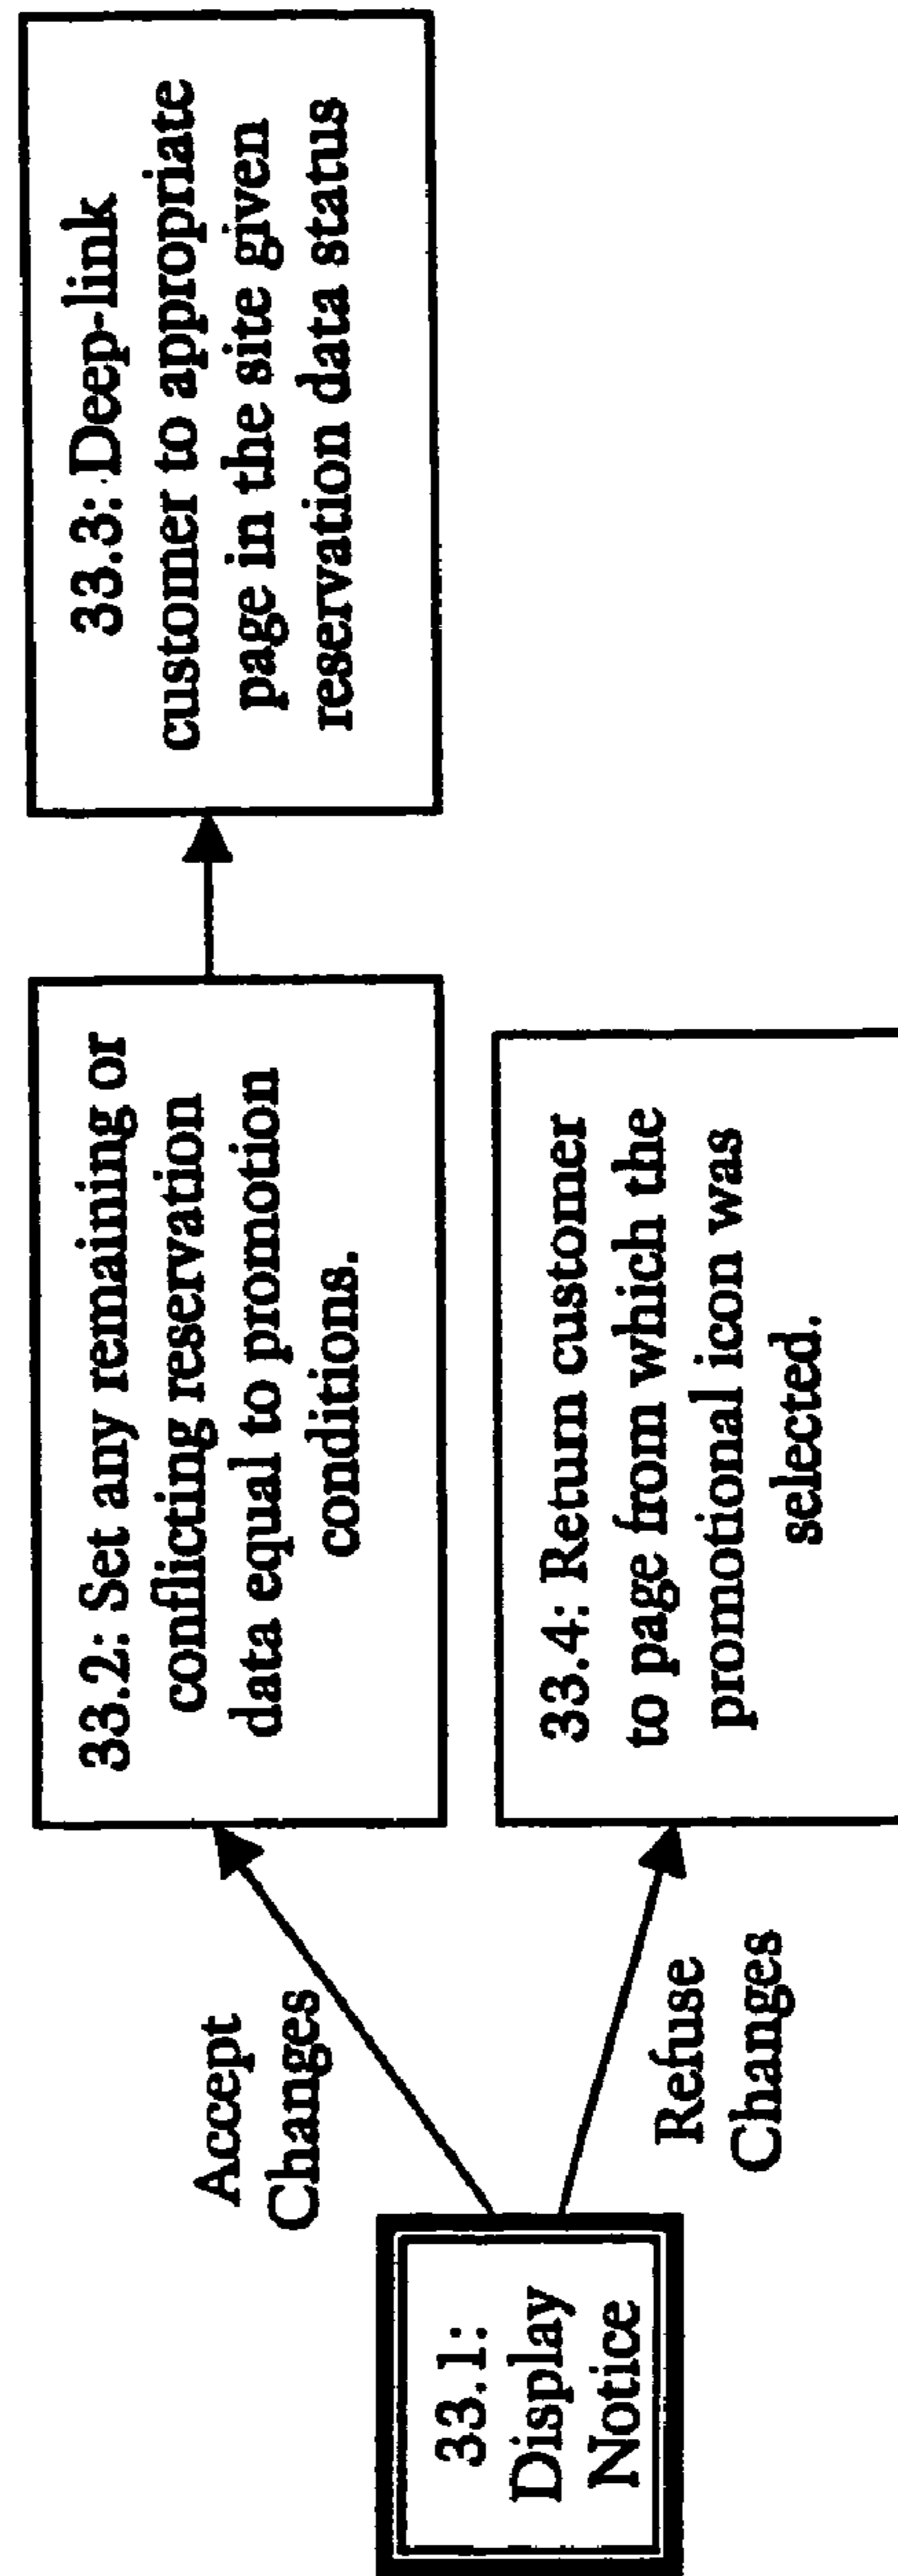 33.1:
Display
Notice
Accept
Changes
33.2: Set any remaining or
conflicting reservation
data equal to promotion
conditions.
33.3: Deep-link
customer to appropriate
page in the site given
reservation data status
Refuse
Changes
33.4: Return customer
to page from which the
promotional icon was
selected.